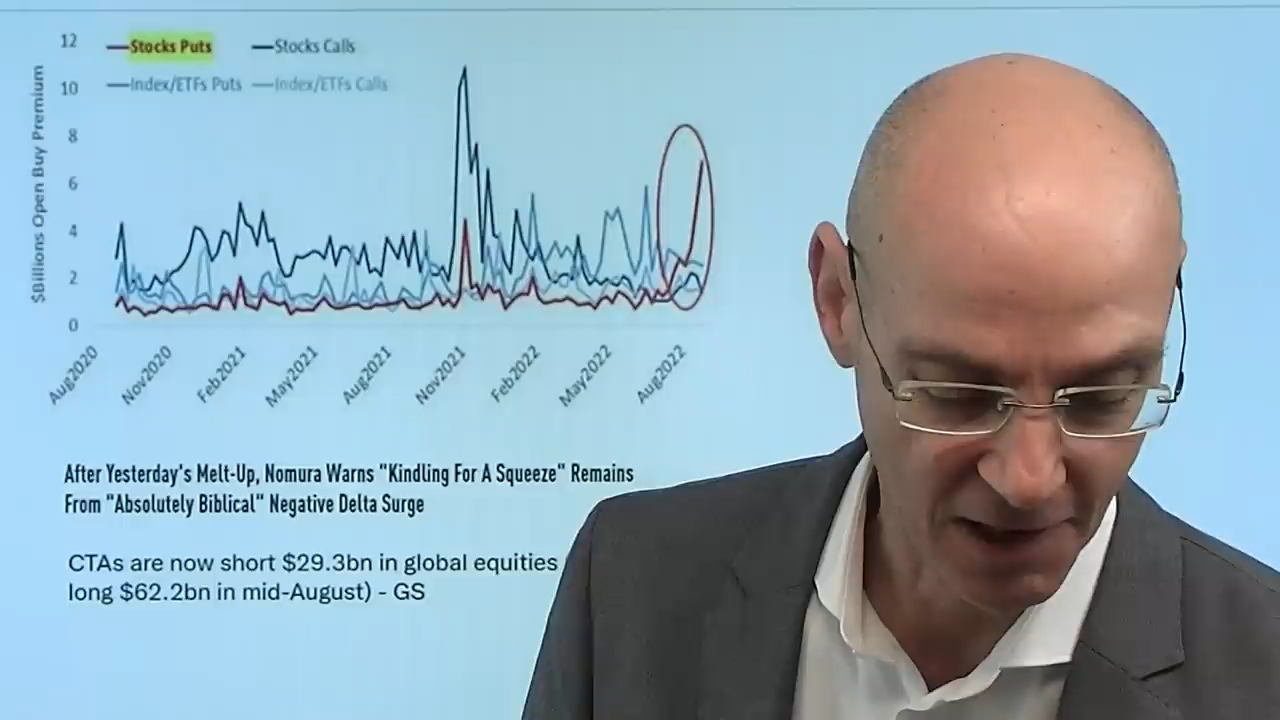 12
Stocks Puts
Stocks Calls
Index/ETFs Puts
Index/ETFs Calls
10
8
6
4
2
0
$Billions Open Buy Premium
Aug2020
Nov2020
Feb2021
May2021
Aug2021
Nov2021
Feb2022
May2022
Aug2022
After Yesterday's Melt-Up, Nomura Warns "Kindling For A Squeeze" Remains
From "Absolutely Biblical" Negative Delta Surge
CTAs are now short $29.3bn in global equities
long $62.2bn in mid-August) - GS